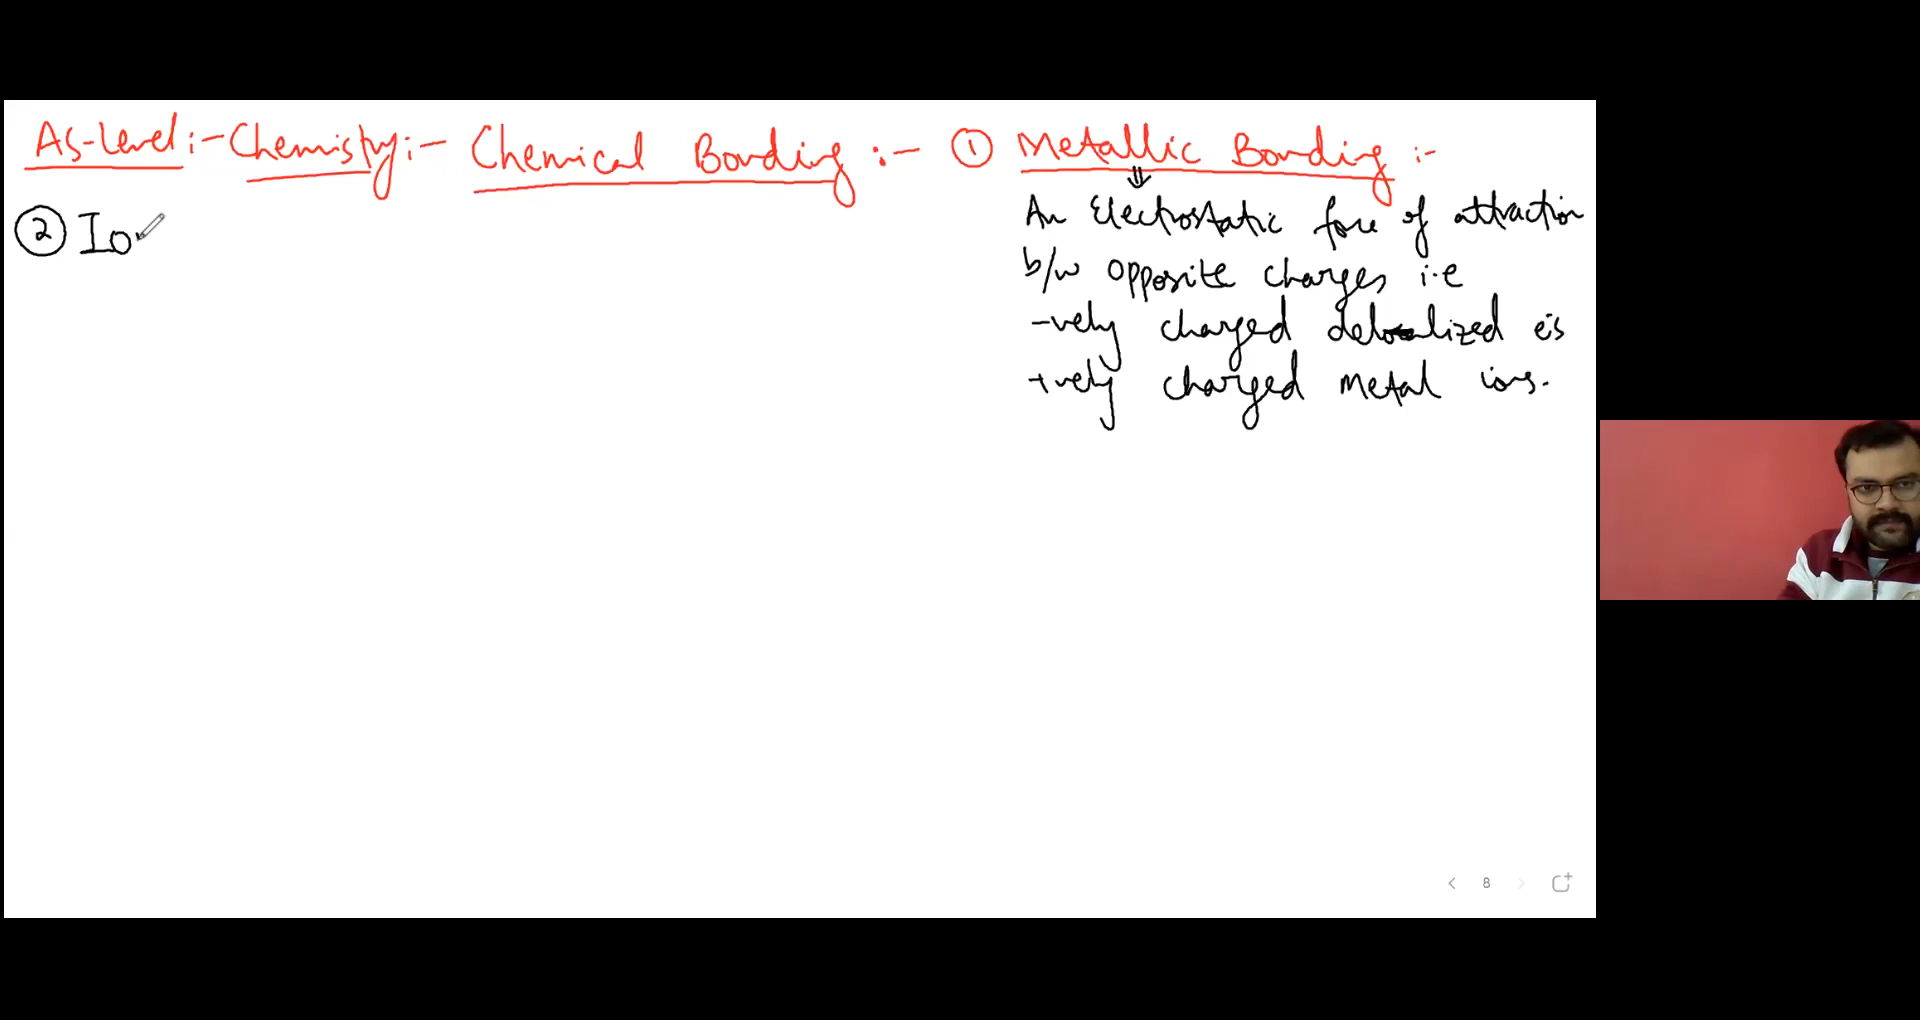 As-Level:- Chemistry:- Chemical Bonding :- ① Metallic Bonding :-
An Electrostatic force of attraction
b/w opposite charges i.e
-vely charged delocalized e's
+vely charged metal ions.
② Io
8